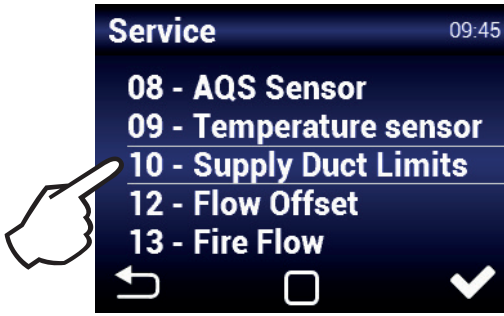 Service 09:45
08 - AQS Sensor
09 - Temperature sensor
10 - Supply Duct Limits
12 - Flow Offset
13 - Fire Flow